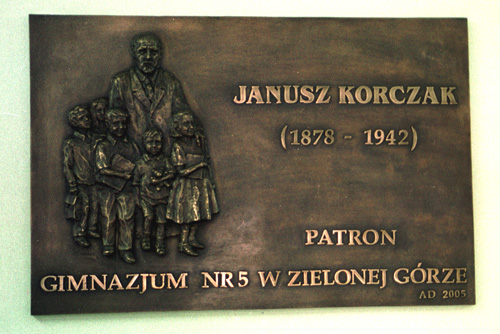 JANUSZ KORCZAK
(1878 - 1942)
PATRON
GIMNAZJUM NR 5 W ZIELONEJ GÓRZE
AD 2005